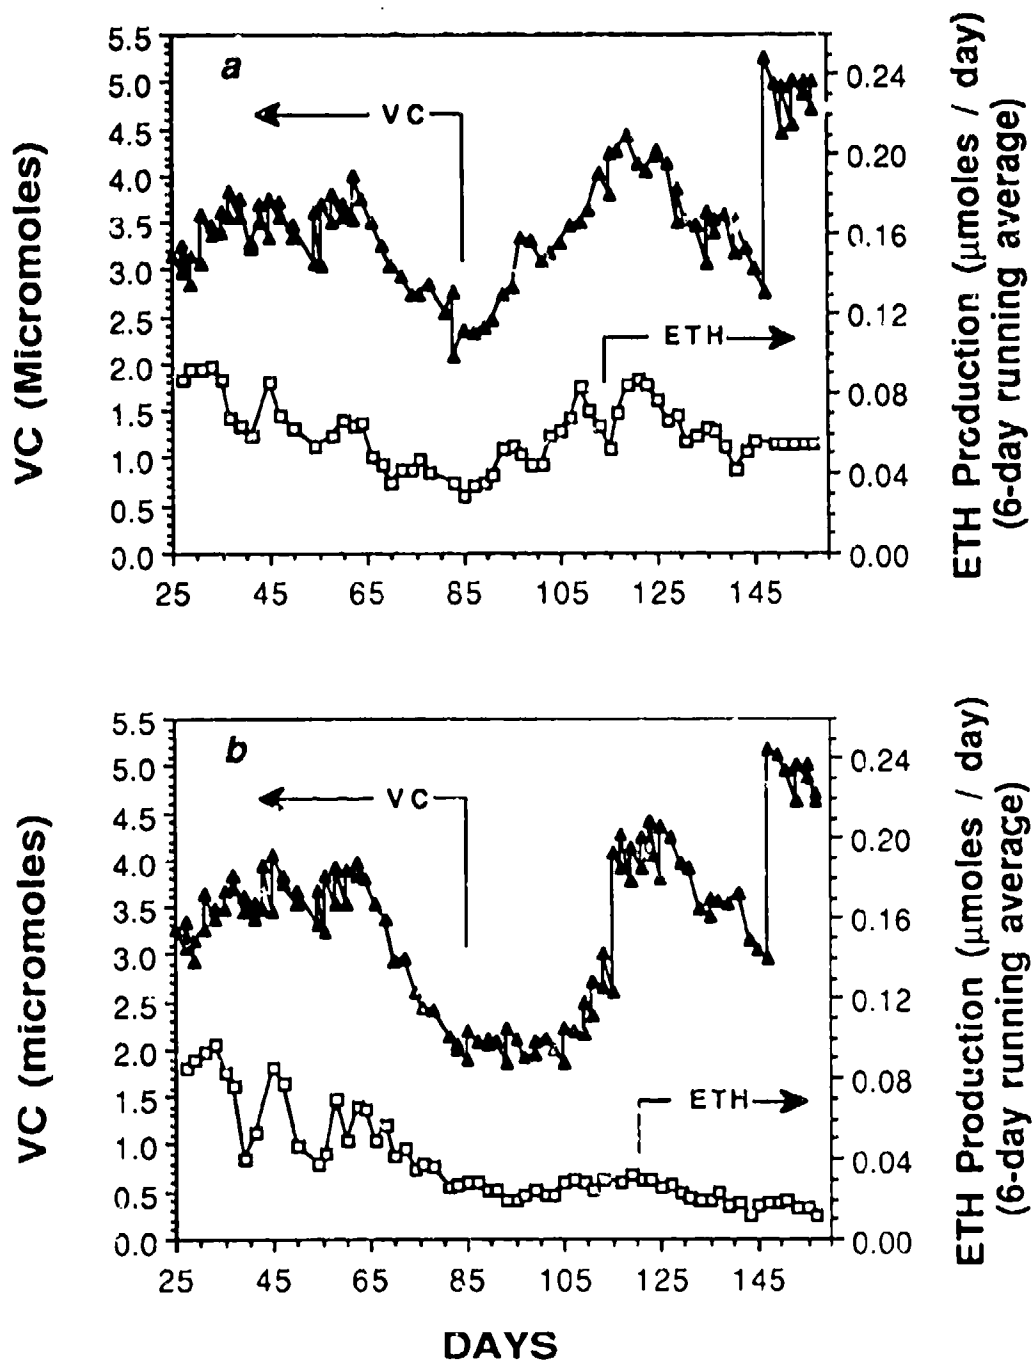 5.5
5.0
4.5
4.0
3.5
3.0
2.5
2.0
1.5
1.0
0.5
0.0
VC (Micromoles)
a
VC
ETH
0.24
0.20
0.16
0.12
0.08
0.04
0.00
ETH Production (μmoles / day)
(6-day running average)
25 45 65 85 105 125 145
5.5
5.0
4.5
4.0
3.5
3.0
2.5
2.0
1.5
1.0
0.5
0.0
VC (micromoles)
b
VC
ETH
0.24
0.20
0.16
0.12
0.08
0.04
0.00
ETH Production (μmoles / day)
(6-day running average)
25 45 65 85 105 125 145
DAYS